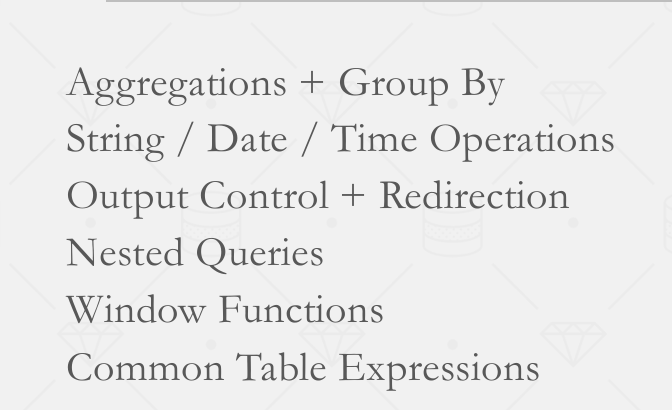 Aggregations + Group By
String / Date / Time Operations
Output Control + Redirection
Nested Queries
Window Functions
Common Table Expressions